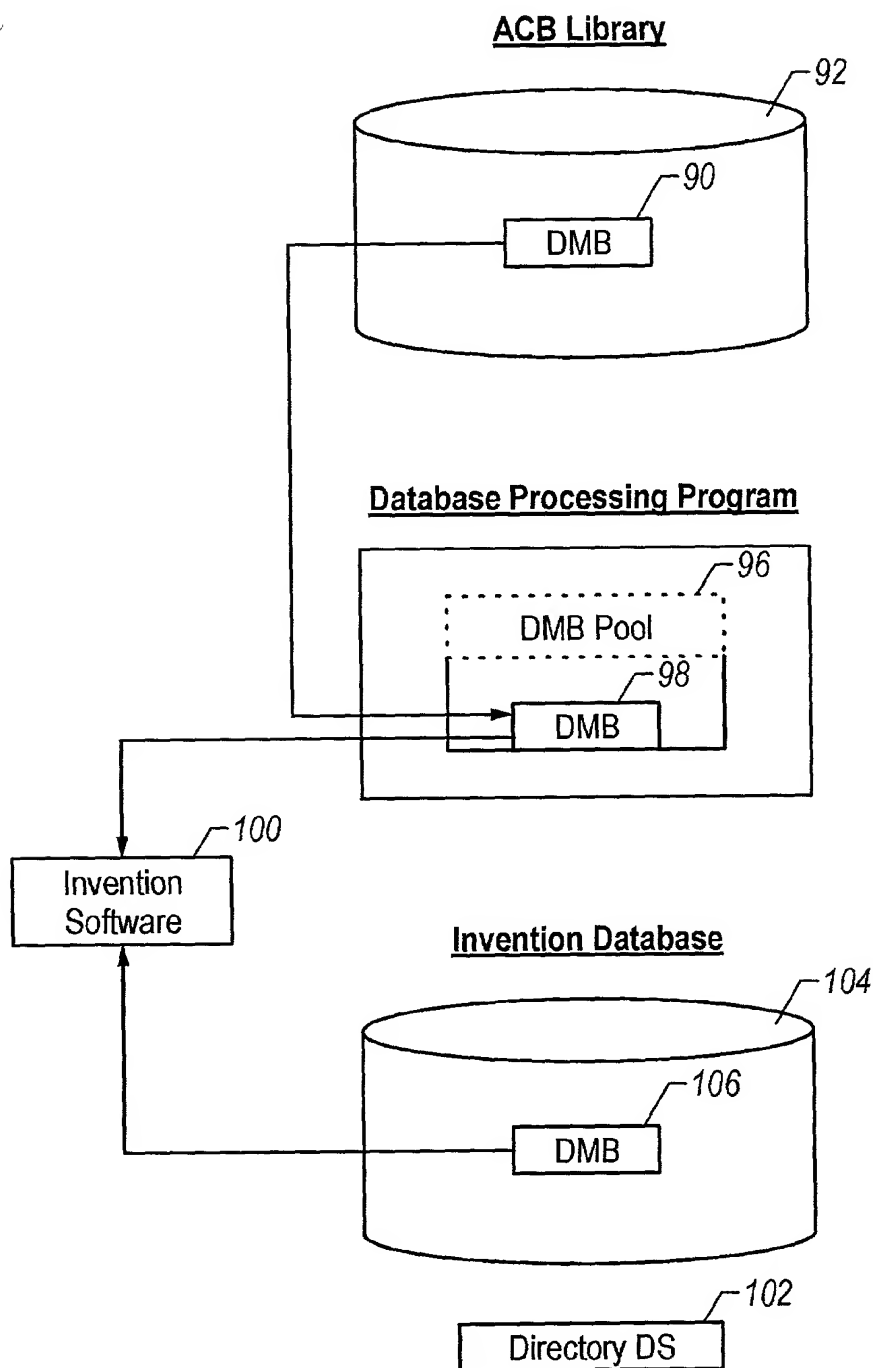 ACB Library
92
90
DMB
Database Processing Program
96
DMB Pool
98
DMB
100
Invention
Software
Invention Database
104
106
DMB
102
Directory DS